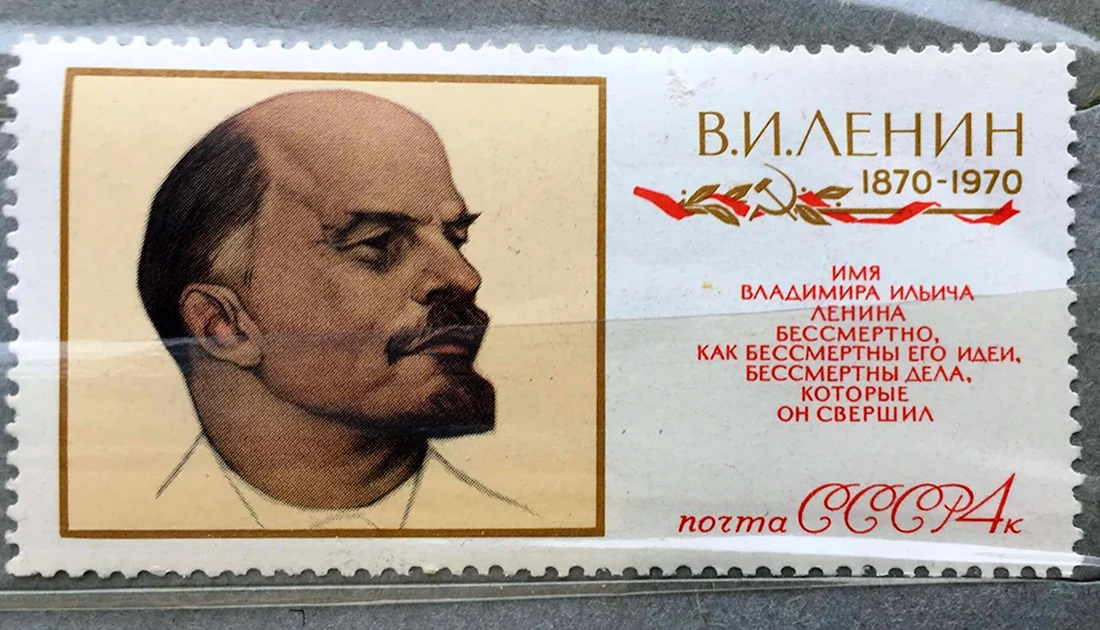 В.И.ЛЕНИН
1870-1970
ИМЯ
ВЛАДИМИРА ИЛЬИЧА
ЛЕНИНА
БЕССМЕРТНО,
КАК БЕССМЕРТНЫ ЕГО ИДЕИ,
БЕССМЕРТНЫ ДЕЛА,
КОТОРЫЕ
ОН СВЕРШИЛ
почта СССР 4к